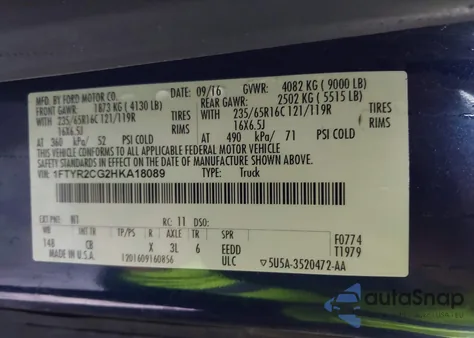 MFD. BY FORD MOTOR CO.
DATE: 09/16 GVWR: 4082 KG ( 9000 LB)
FRONT GAWR: 1873 KG ( 4130 LB) REAR GAWR: 2502 KG ( 5515 LB)
WITH 235/65R16C 121/119R TIRES WITH 235/65R16C 121/119R TIRES
16X6.5J RIMS 16X6.5J RIMS
AT 360 kPa/ 52 PSI COLD AT 490 kPa/ 71 PSI COLD
THIS VEHICLE CONFORMS TO ALL APPLICABLE FEDERAL MOTOR VEHICLE
SAFETY STANDARDS IN EFFECT ON THE DATE OF MANUFACTURE SHOWN ABOVE.
VIN: 1FTYR2CG2HKA18089 TYPE: Truck
EXT PNT: RC: 11 DSO:
WB INT TR TP/PS R AXLE TR SPR F0774
148 CB X 3L 6 EEDD T1979
MADE IN U.S.A. 1201609160856 ULC 5U5A-3520472-AA
autoSnap